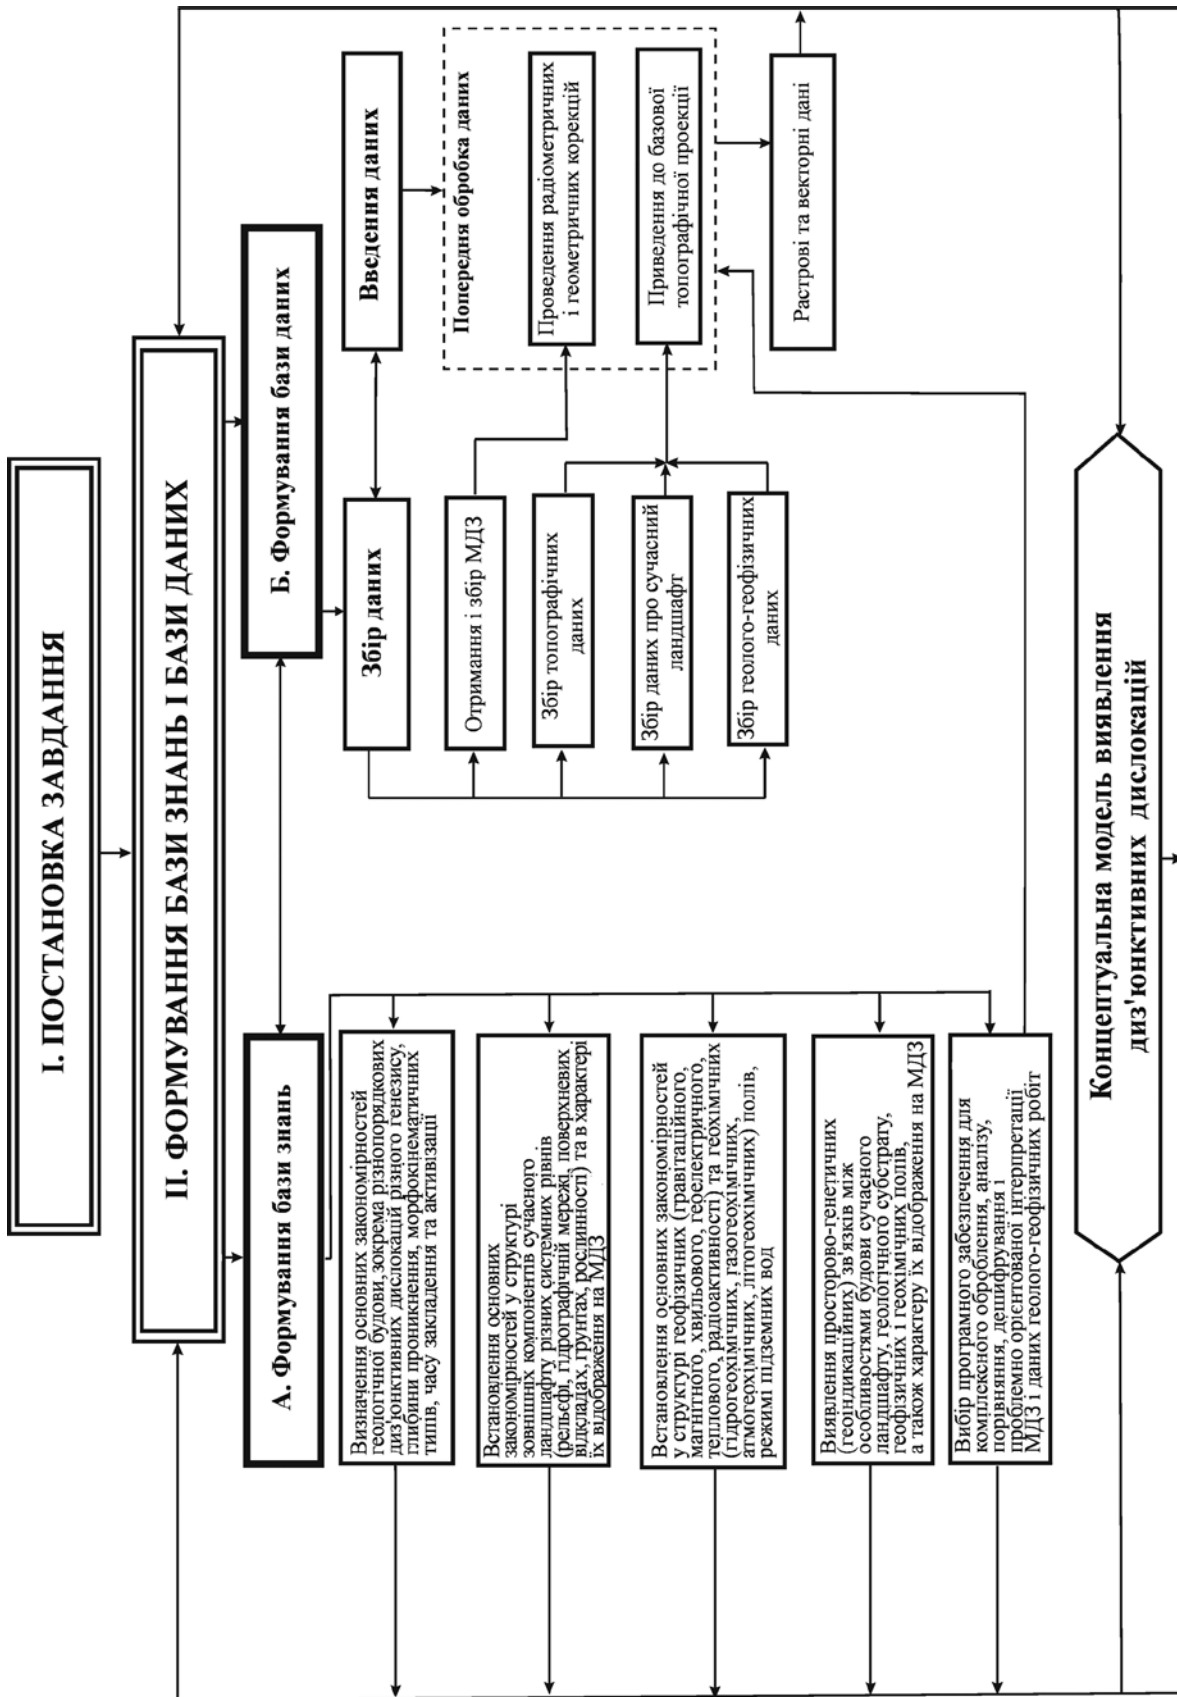 І. ПОСТАНОВКА ЗАВДАННЯ
ІІ. ФОРМУВАННЯ БАЗИ ЗНАНЬ І БАЗИ ДАНИХ
А. Формування бази знань
Визначення основних закономірностей
геологічної будови, зокрема різнопорядкових
диз'юнктивних дислокацій різного генезису,
глибини проникнення, морфокінематичних
типів, часу закладення та активізації
Встановлення основних
закономірностей у структурі
зовнішніх компонентів сучасного
ландшафту різних системних рівнів
(рельєфі, гідрографічній мережі, поверхневих
відкладах, ґрунтах, рослинності) та в характері
їх відображення на МДЗ
Встановлення основних закономірностей
у структурі геофізичних (гравітаційного,
магнітного, хвильового, геоелектричного,
теплового, радіоактивності) та геохімічних
(гідрогеохімічних, газогеохімічних,
атмогеохімічних, літогеохімічних) полів,
режимі підземних вод
Виявлення просторово-генетичних
(геоіндикаційних) зв'язків між
особливостями будови сучасного
ландшафту, геологічного субстрату,
геофізичних і геохімічних полів,
а також характеру їх відображення на МДЗ
Вибір програмного забезпечення для
комплексного оброблення, аналізу,
порівняння, дешифрування і
проблемно орієнтованої інтерпретації
МДЗ і даних геолого-геофізичних робіт
Б. Формування бази даних
Збір даних
Отримання і збір МДЗ
Збір топографічних
даних
Збір даних про сучасний
ландшафт
Збір геолого-геофізичних
даних
Введення даних
Попередня обробка даних
Проведення радіометричних
і геометричних корекцій
Приведення до базової
топографічної проекції
Растрові та векторні дані
Концептуальна модель виявлення
диз'юнктивних дислокацій